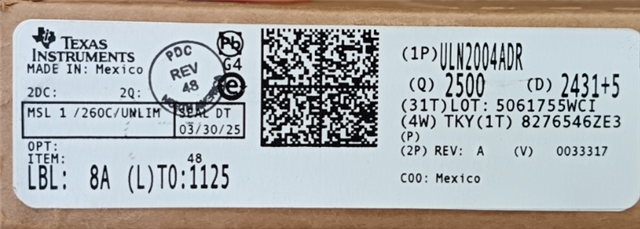 TEXAS
INSTRUMENTS
MADE IN: Mexico
2DC: 2Q:
MSL 1 /260C/UNLIM SEAL DT
03/30/25
OPT:
ITEM: 48
LBL: 8A (L)TO:1125
PDC
REV
48
Pb
G4
e
(1P)ULN2004ADR
(Q) 2500 (D) 2431+5
(31T)LOT: 5061755WCI
(4W) TKY(1T) 8276546ZE3
(P)
(2P) REV: A (V) 0033317
COO: Mexico